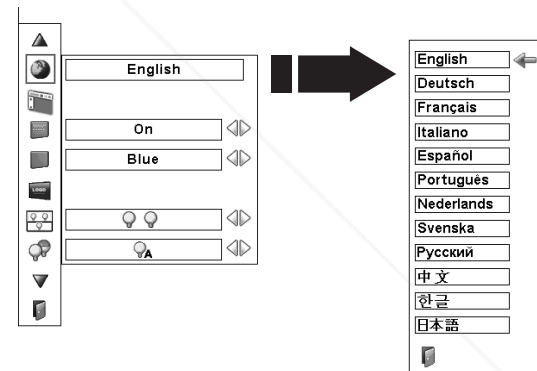 English
On
Blue
LOGO
A
English
Deutsch
Français
Italiano
Español
Português
Nederlands
Svenska
Русский
中文
한글
日本語